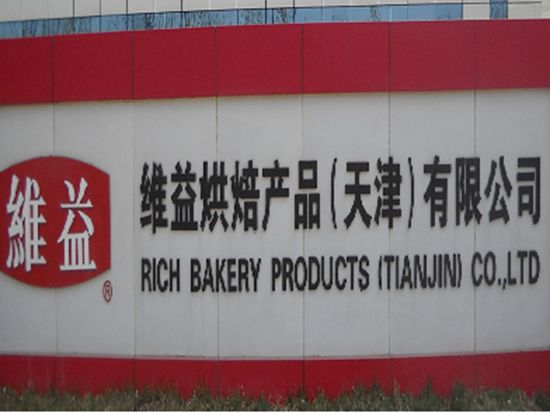 維益
®
维益烘焙产品(天津)有限公司
RICH BAKERY PRODUCTS (TIANJIN) CO.,LTD